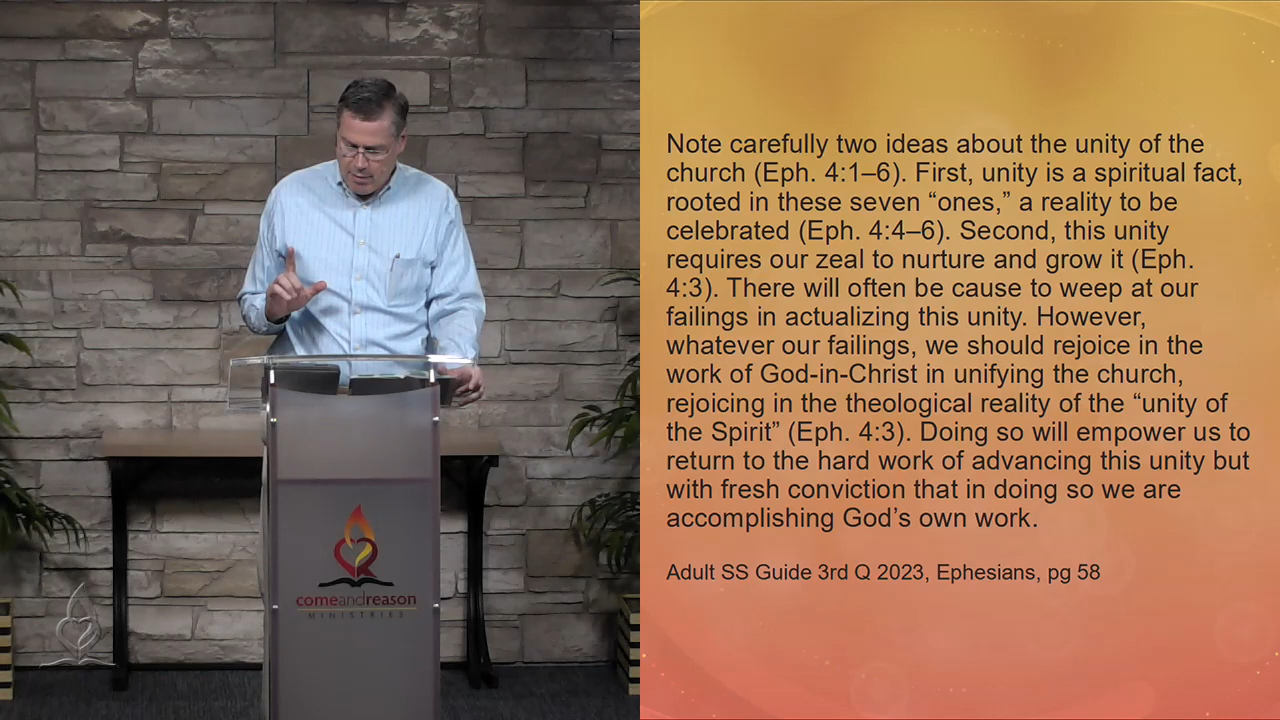 Note carefully two ideas about the unity of the
church (Eph. 4:1–6). First, unity is a spiritual fact,
rooted in these seven “ones,” a reality to be
celebrated (Eph. 4:4–6). Second, this unity
requires our zeal to nurture and grow it (Eph.
4:3). There will often be cause to weep at our
failings in actualizing this unity. However,
whatever our failings, we should rejoice in the
work of God-in-Christ in unifying the church,
rejoicing in the theological reality of the “unity of
the Spirit” (Eph. 4:3). Doing so will empower us to
return to the hard work of advancing this unity but
with fresh conviction that in doing so we are
accomplishing God’s own work.
Adult SS Guide 3rd Q 2023, Ephesians, pg 58
comeandreason
MINISTRIES